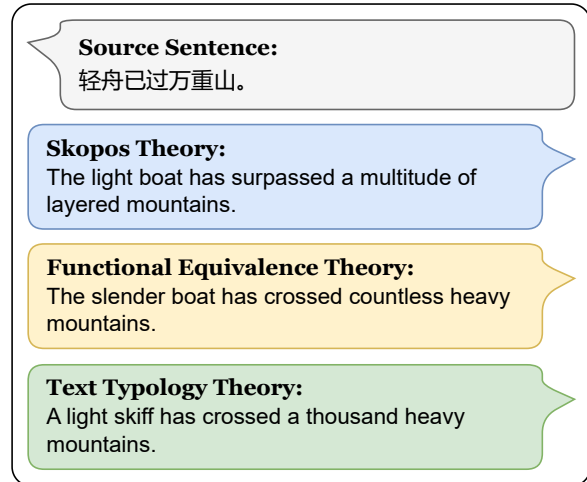 Source Sentence:
轻舟已过万重山。
Skopos Theory:
The light boat has surpassed a multitude of
layered mountains.
Functional Equivalence Theory:
The slender boat has crossed countless heavy
mountains.
Text Typology Theory:
A light skiff has crossed a thousand heavy
mountains.